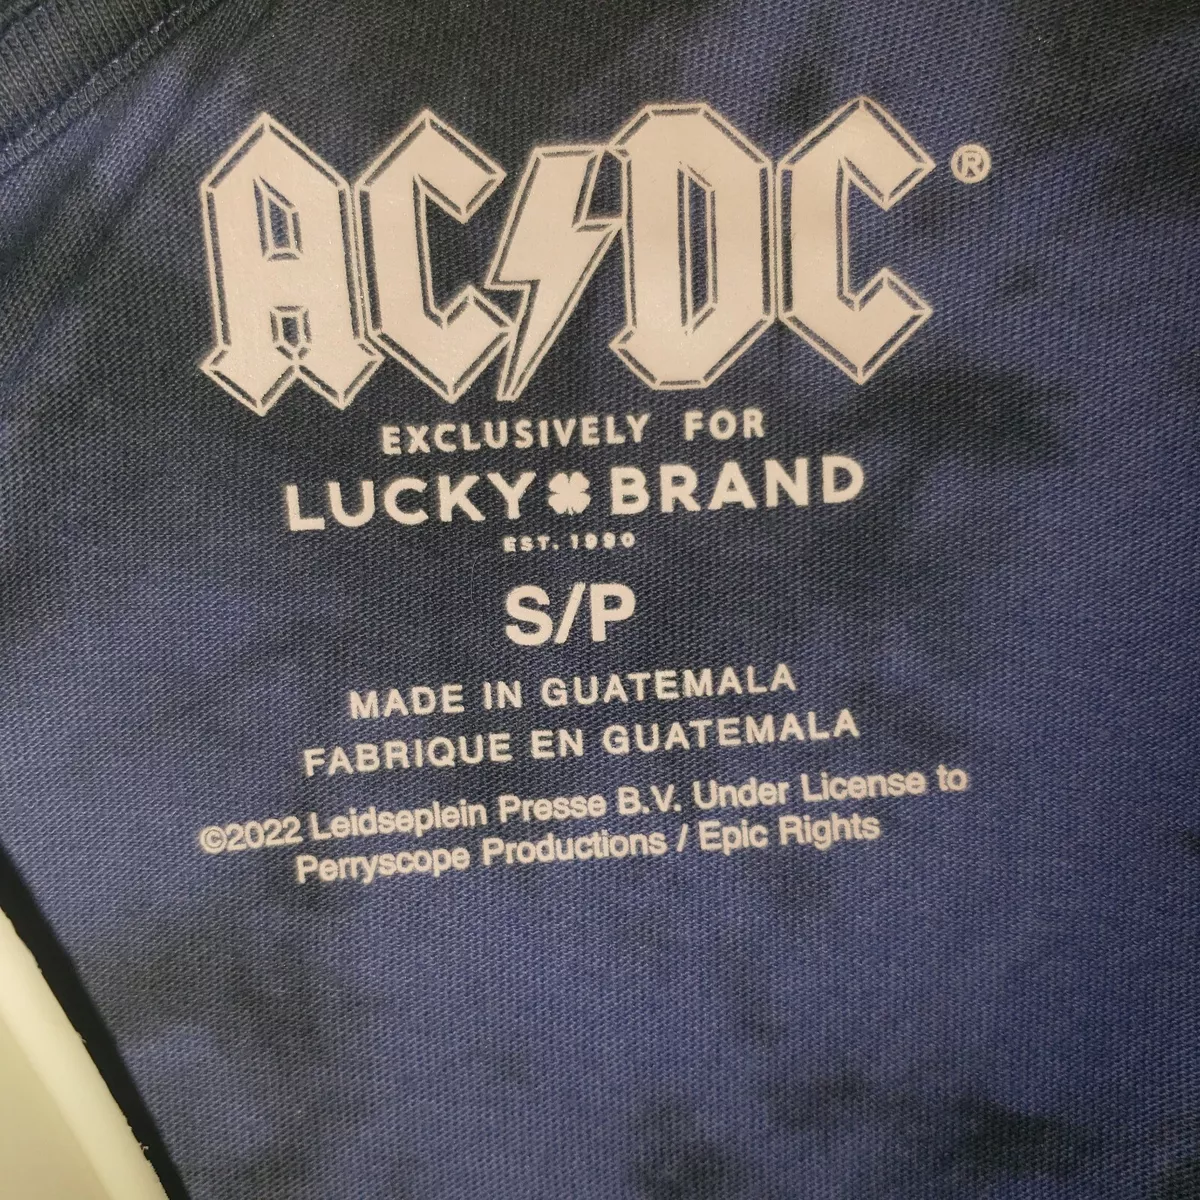 AC/DC®
EXCLUSIVELY FOR
LUCKY BRAND
EST. 1990
S/P
MADE IN GUATEMALA
FABRIQUE EN GUATEMALA
©2022 Leidseplein Presse B.V. Under License to
Perryscope Productions / Epic Rights